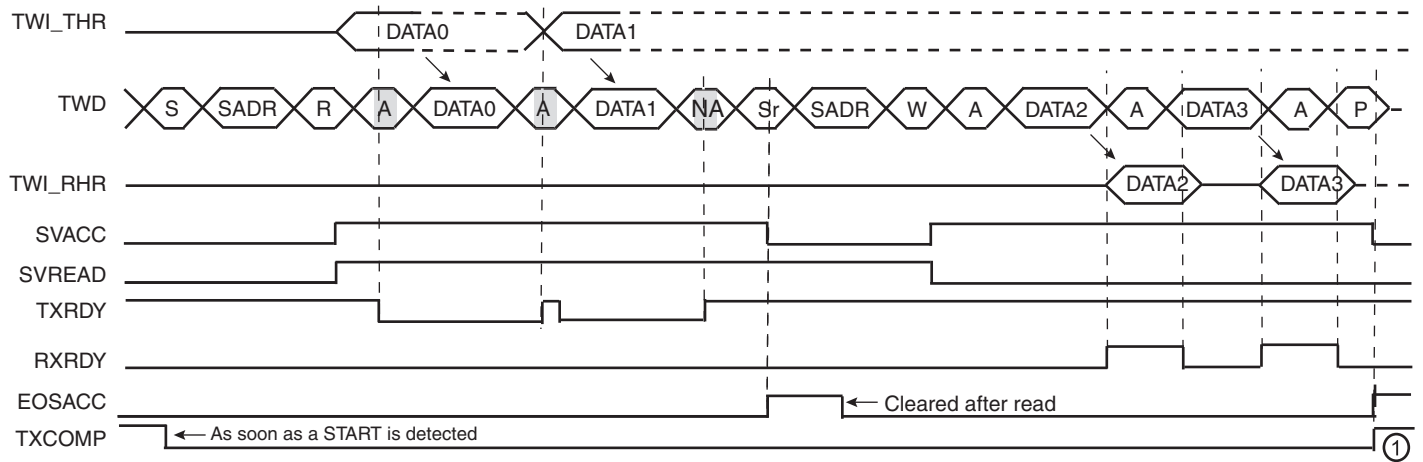 TWI_THR DATA0 DATA1
TWD S SADR R A DATA0 A DATA1 NA Sr SADR W A DATA2 A DATA3 A P
TWI_RHR DATA2 DATA3
SVACC
SVREAD
TXRDY
RXRDY
EOSACC Cleared after read
TXCOMP As soon as a START is detected 1